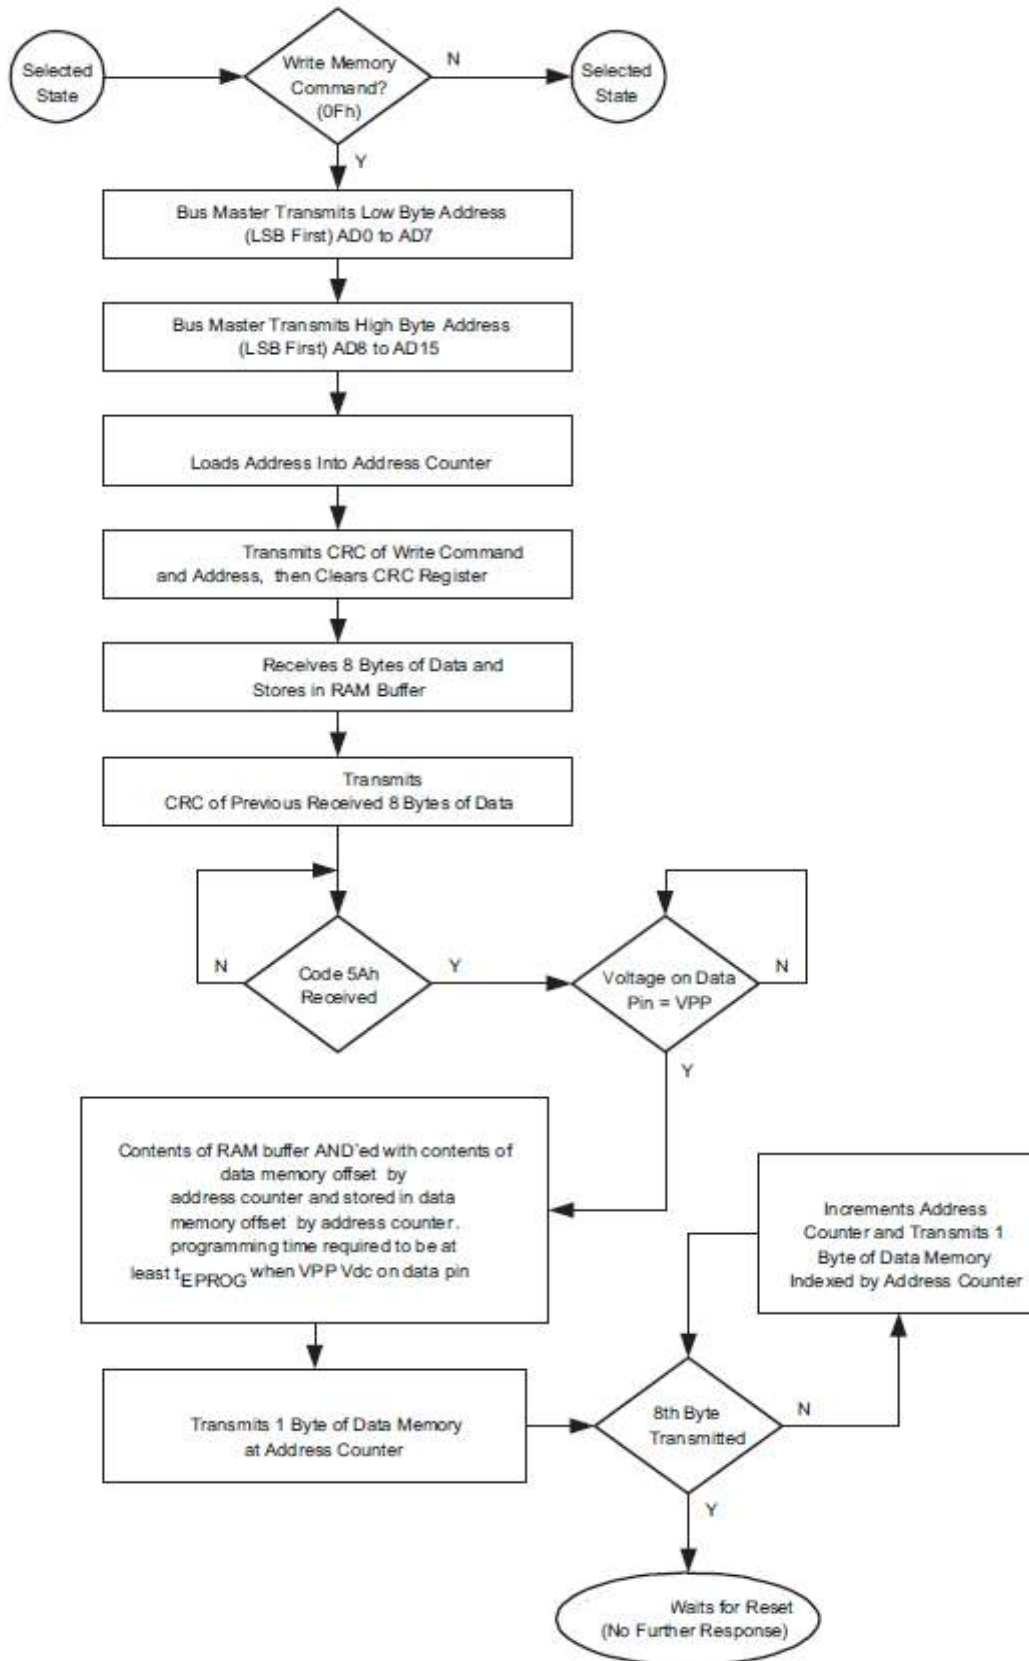 Selected
State
Write Memory
Command?
(0Fh)
N
Selected
State
Y
Bus Master Transmits Low Byte Address
(LSB First) AD0 to AD7
Bus Master Transmits High Byte Address
(LSB First) AD8 to AD15
Loads Address Into Address Counter
Transmits CRC of Write Command
and Address, then Clears CRC Register
Receives 8 Bytes of Data and
Stores in RAM Buffer
Transmits
CRC of Previous Received 8 Bytes of Data
N
Code 5Ah
Received
Y
Voltage on Data
Pin = VPP
N
Y
Contents of RAM buffer AND'ed with contents of
data memory offset by
address counter and stored in data
memory offset by address counter.
programming time required to be at
least tEPROG when VPP Vdc on data pin
Increments Address
Counter and Transmits 1
Byte of Data Memory
Indexed by Address Counter
Transmits 1 Byte of Data Memory
at Address Counter
8th Byte
Transmitted
N
Y
Waits for Reset
(No Further Response)